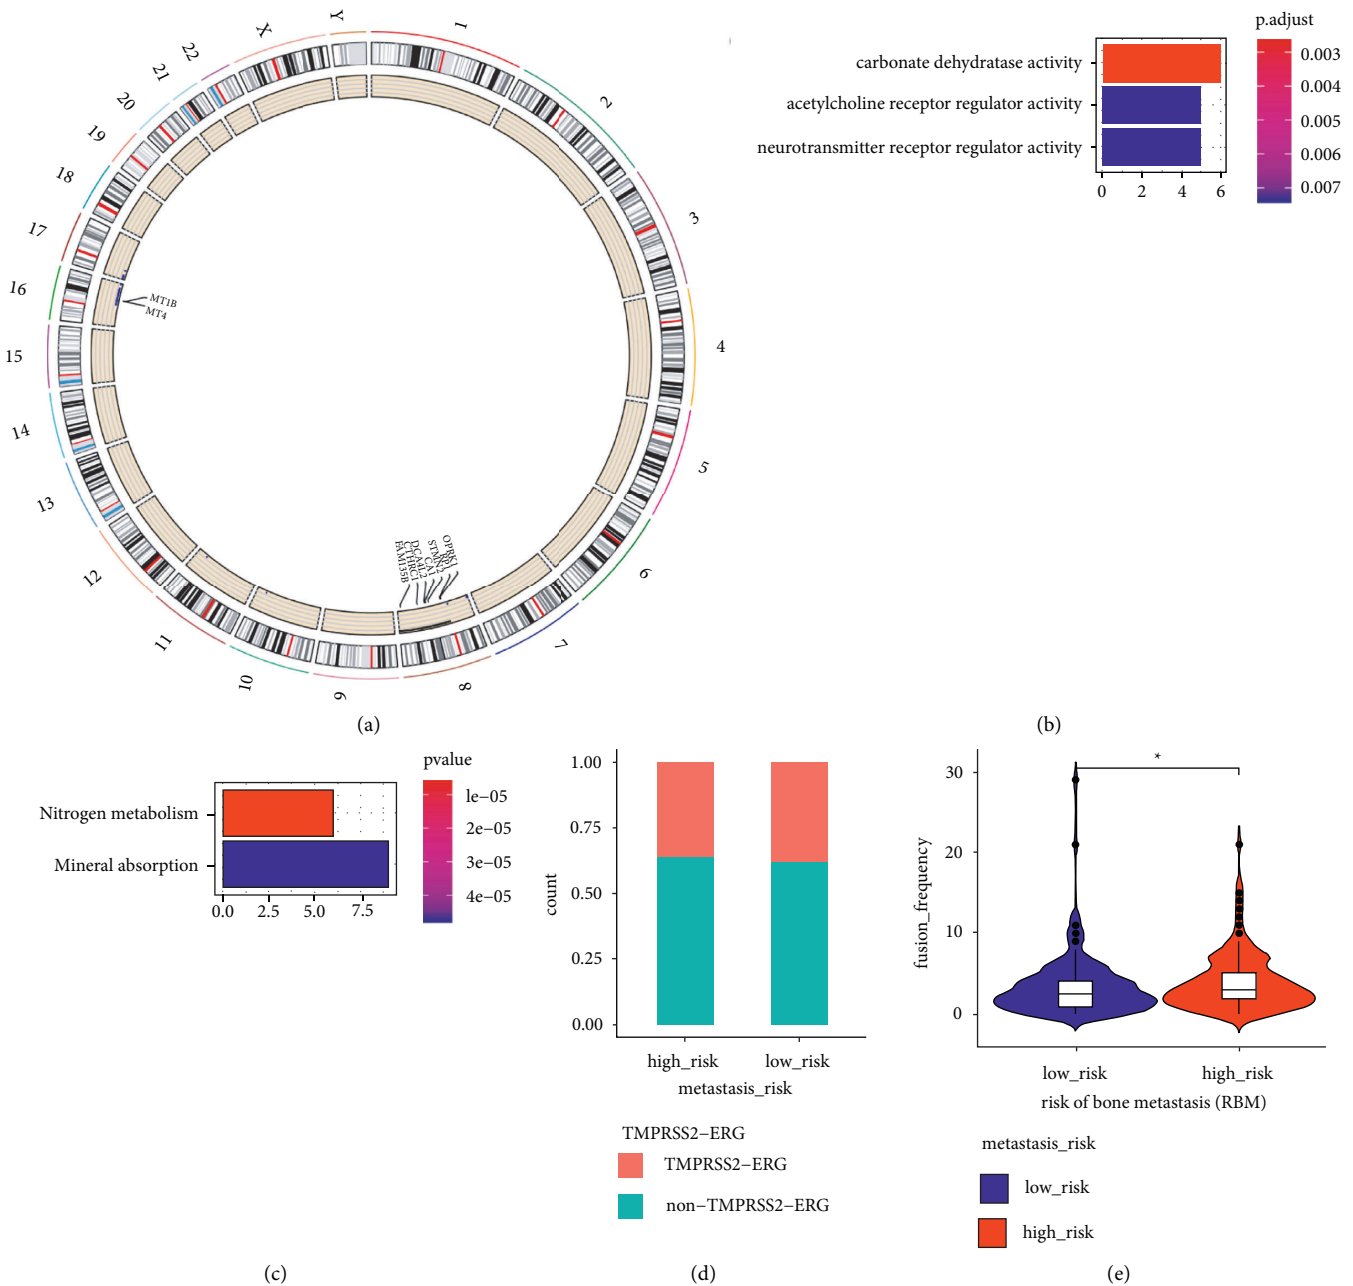 1
2
3
4
5
6
7
8
9
10
11
12
13
14
15
16
17
18
19
20
21
22
X
Y
MT1B
MT4
FAM135B
CTHRC1
DCA4L2
CA1
STMN2
RP1
OPRK1
(a)
p.adjust
carbonate dehydratase activity
acetylcholine receptor regulator activity
neurotransmitter receptor regulator activity
0 2 4 6
0.003
0.004
0.005
0.006
0.007
(b)
pvalue
Nitrogen metabolism
Mineral absorption
0.0 2.5 5.0 7.5
1e−05
2e−05
3e−05
4e−05
(c)
1.00
0.75
0.50
0.25
0.00
count
high_risk low_risk
metastasis_risk
TMPRSS2−ERG
TMPRSS2−ERG
non−TMPRSS2−ERG
(d)
30
20
10
0
fusion_frequency
*
low_risk high_risk
risk of bone metastasis (RBM)
metastasis_risk
low_risk
high_risk
(e)